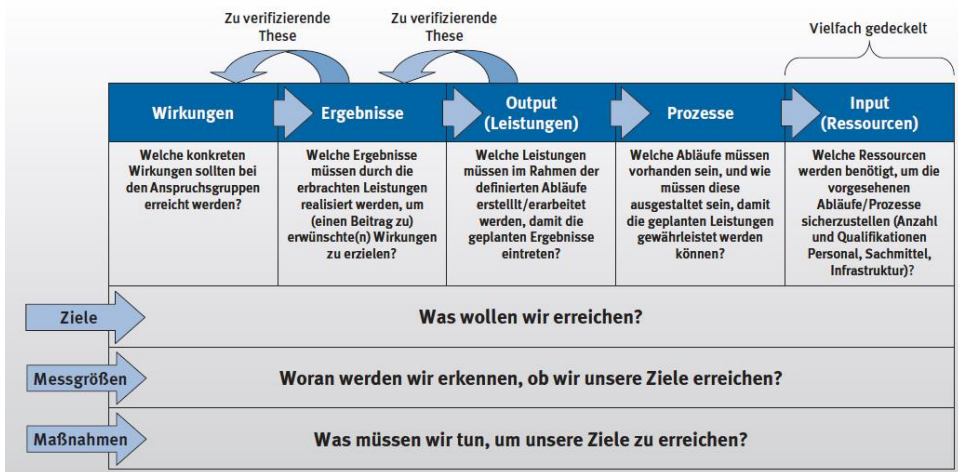 Zu verifizierende
These
Zu verifizierende
These
Vielfach gedeckelt
Wirkungen
Ergebnisse
Output
(Leistungen)
Prozesse
Input
(Ressourcen)
Welche konkreten
Wirkungen sollten bei
den Anspruchsgruppen
erreicht werden?
Welche Ergebnisse
müssen durch die
erbrachten Leistungen
realisiert werden, um
(einen Beitrag zu)
erwünschte(n) Wirkungen
zu erzielen?
Welche Leistungen
müssen im Rahmen der
definierten Abläufe
erstellt/erarbeitet
werden, damit die
geplanten Ergebnisse
eintreten?
Welche Abläufe müssen
vorhanden sein, und wie
müssen diese
ausgestaltet sein, damit
die geplanten Leistungen
gewährleistet werden
können?
Welche Ressourcen
werden benötigt, um die
vorgesehenen
Abläufe/Prozesse
sicherzustellen (Anzahl
und Qualifikationen
Personal, Sachmittel,
Infrastruktur)?
Ziele
Was wollen wir erreichen?
Messgrößen
Woran werden wir erkennen, ob wir unsere Ziele erreichen?
Maßnahmen
Was müssen wir tun, um unsere Ziele zu erreichen?